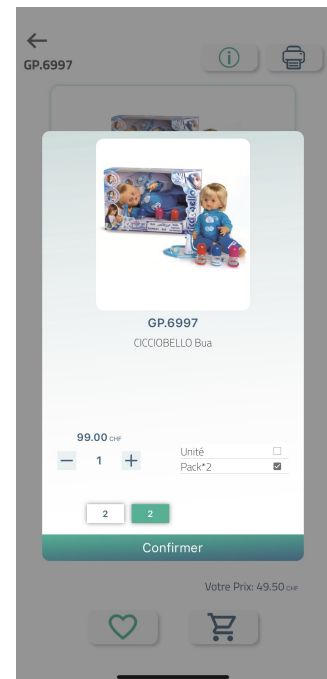 GP.6997
GP.6997
CICCIOBELLO Bua
99.00 CHF
1
Unité
Pack*2
2
2
Confirmer
Votre Prix: 49.50 CHF